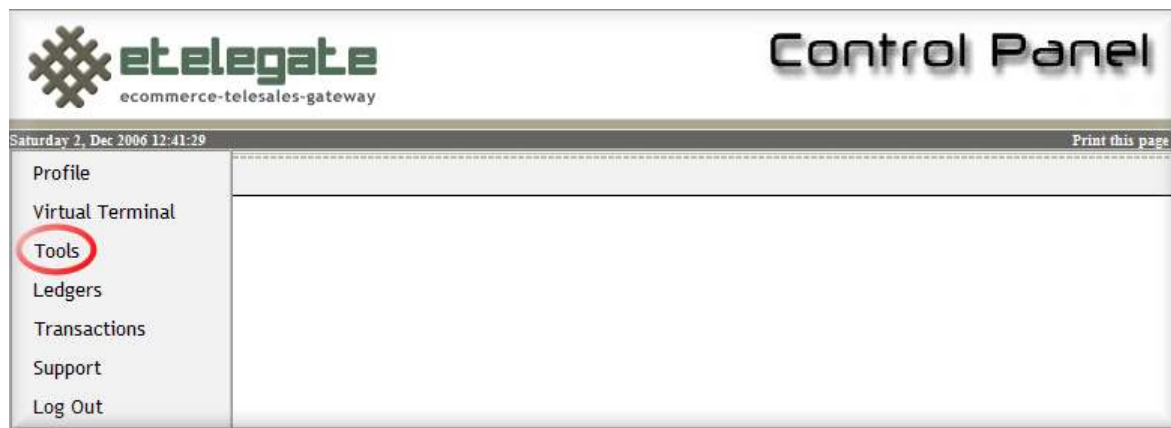 etelegate
Control Panel
ecommerce-telesales-gateway
Saturday 2, Dec 2006 12:41:29
Print this page
Profile
Virtual Terminal
Tools
Ledgers
Transactions
Support
Log Out